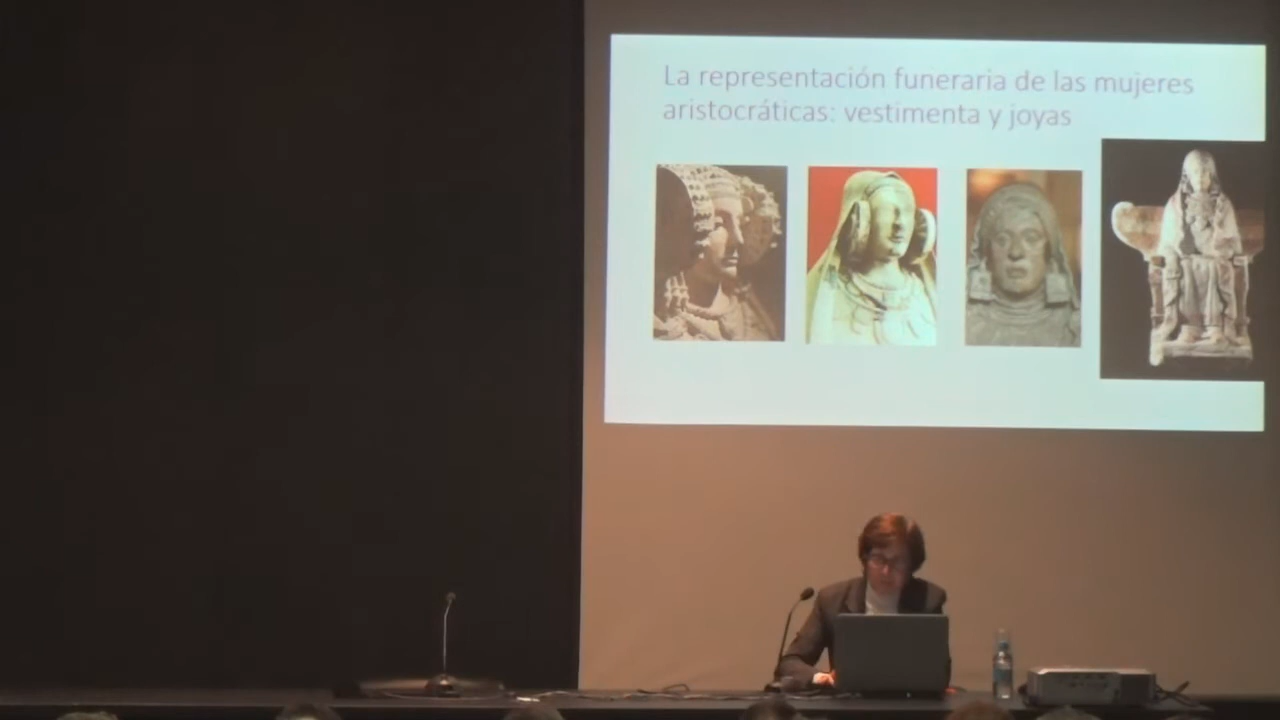 La representación funeraria de las mujeres
aristocráticas: vestimenta y joyas